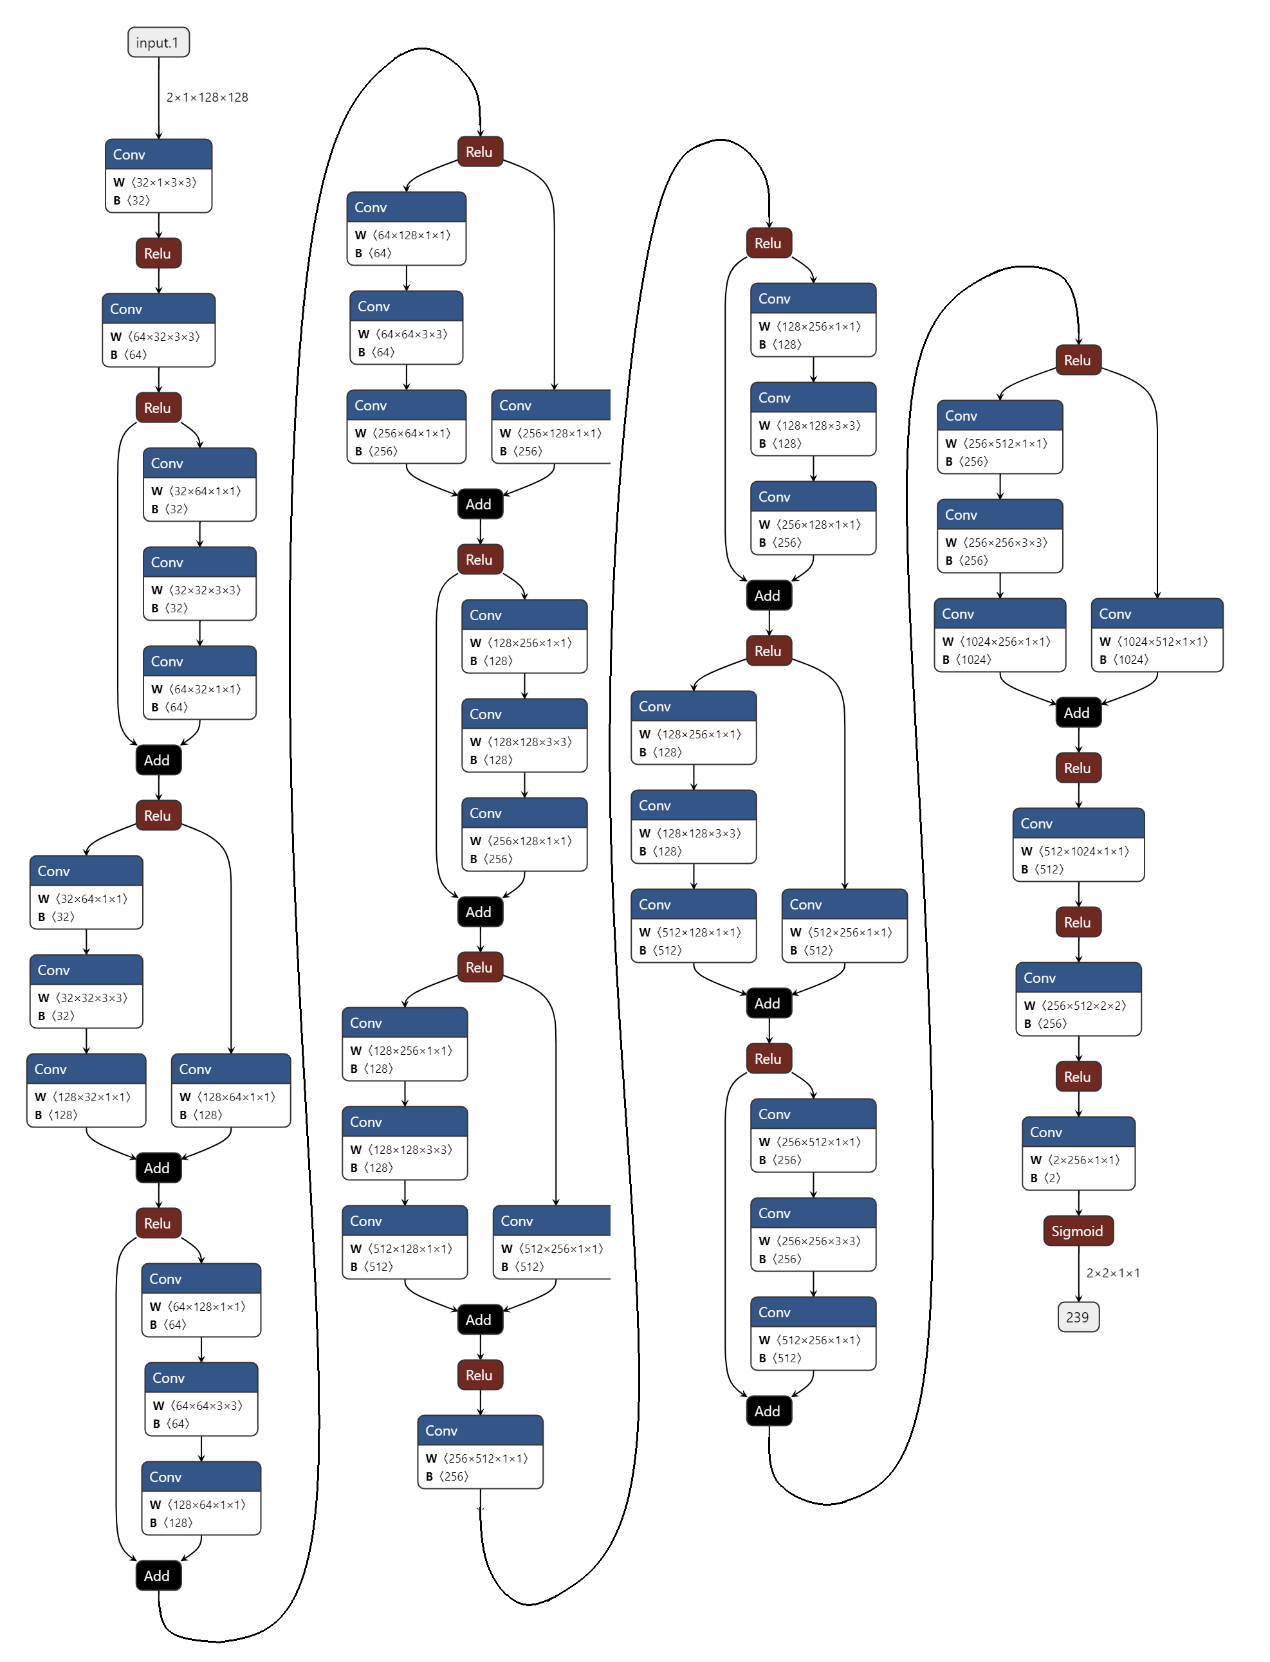 input.1
2×1×128×128
Conv
W ⟨32×1×3×3⟩
B ⟨32⟩
Relu
Conv
W ⟨64×32×3×3⟩
B ⟨64⟩
Relu
Conv
W ⟨32×64×1×1⟩
B ⟨32⟩
Conv
W ⟨32×32×3×3⟩
B ⟨32⟩
Conv
W ⟨64×32×1×1⟩
B ⟨64⟩
Add
Relu
Conv
W ⟨32×64×1×1⟩
B ⟨32⟩
Conv
W ⟨32×32×3×3⟩
B ⟨32⟩
Conv
W ⟨128×32×1×1⟩
B ⟨128⟩
Conv
W ⟨128×64×1×1⟩
B ⟨128⟩
Add
Relu
Conv
W ⟨64×128×1×1⟩
B ⟨64⟩
Conv
W ⟨64×64×3×3⟩
B ⟨64⟩
Conv
W ⟨128×64×1×1⟩
B ⟨128⟩
Add
Relu
Conv
W ⟨64×128×1×1⟩
B ⟨64⟩
Conv
W ⟨64×64×3×3⟩
B ⟨64⟩
Conv
W ⟨256×64×1×1⟩
B ⟨256⟩
Conv
W ⟨256×128×1×1⟩
B ⟨256⟩
Add
Relu
Conv
W ⟨128×256×1×1⟩
B ⟨128⟩
Conv
W ⟨128×128×3×3⟩
B ⟨128⟩
Conv
W ⟨256×128×1×1⟩
B ⟨256⟩
Add
Relu
Conv
W ⟨128×256×1×1⟩
B ⟨128⟩
Conv
W ⟨128×128×3×3⟩
B ⟨128⟩
Conv
W ⟨512×128×1×1⟩
B ⟨512⟩
Conv
W ⟨512×256×1×1⟩
B ⟨512⟩
Add
Relu
Conv
W ⟨256×512×1×1⟩
B ⟨256⟩
Relu
Conv
W ⟨128×256×1×1⟩
B ⟨128⟩
Conv
W ⟨128×128×3×3⟩
B ⟨128⟩
Conv
W ⟨256×128×1×1⟩
B ⟨256⟩
Add
Relu
Conv
W ⟨128×256×1×1⟩
B ⟨128⟩
Conv
W ⟨128×128×3×3⟩
B ⟨128⟩
Conv
W ⟨512×128×1×1⟩
B ⟨512⟩
Conv
W ⟨512×256×1×1⟩
B ⟨512⟩
Add
Relu
Conv
W ⟨256×512×1×1⟩
B ⟨256⟩
Conv
W ⟨256×256×3×3⟩
B ⟨256⟩
Conv
W ⟨512×256×1×1⟩
B ⟨512⟩
Add
Relu
Conv
W ⟨256×512×1×1⟩
B ⟨256⟩
Conv
W ⟨256×256×3×3⟩
B ⟨256⟩
Conv
W ⟨1024×256×1×1⟩
B ⟨1024⟩
Conv
W ⟨1024×512×1×1⟩
B ⟨1024⟩
Add
Relu
Conv
W ⟨512×1024×1×1⟩
B ⟨512⟩
Relu
Conv
W ⟨256×512×2×2⟩
B ⟨256⟩
Relu
Conv
W ⟨2×256×1×1⟩
B ⟨2⟩
Sigmoid
2×2×1×1
239